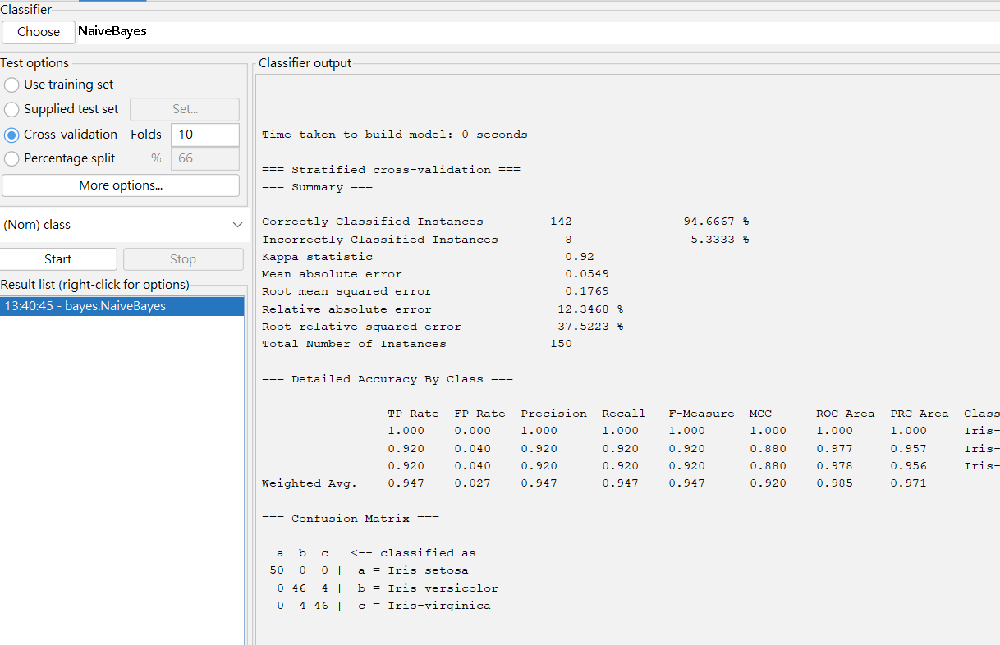 Classifier
Choose NaiveBayes
Test options
Use training set
Supplied test set Set...
Cross-validation Folds 10
Percentage split % 66
More options...
(Nom) class
Start Stop
Result list (right-click for options)
13:40:45 - bayes.NaiveBayes
Classifier output
Time taken to build model: 0 seconds
=== Stratified cross-validation ===
=== Summary ===
Correctly Classified Instances 142 94.6667 %
Incorrectly Classified Instances 8 5.3333 %
Kappa statistic 0.92
Mean absolute error 0.0549
Root mean squared error 0.1769
Relative absolute error 12.3468 %
Root relative squared error 37.5223 %
Total Number of Instances 150
=== Detailed Accuracy By Class ===
TP Rate FP Rate Precision Recall F-Measure MCC ROC Area PRC Area Class
1.000 0.000 1.000 1.000 1.000 1.000 1.000 1.000 Iris-
0.920 0.040 0.920 0.920 0.920 0.880 0.977 0.957 Iris-
0.920 0.040 0.920 0.920 0.920 0.880 0.978 0.956 Iris-
Weighted Avg. 0.947 0.027 0.947 0.947 0.947 0.920 0.985 0.971
=== Confusion Matrix ===
a b c <-- classified as
50 0 0 | a = Iris-setosa
0 46 4 | b = Iris-versicolor
0 4 46 | c = Iris-virginica